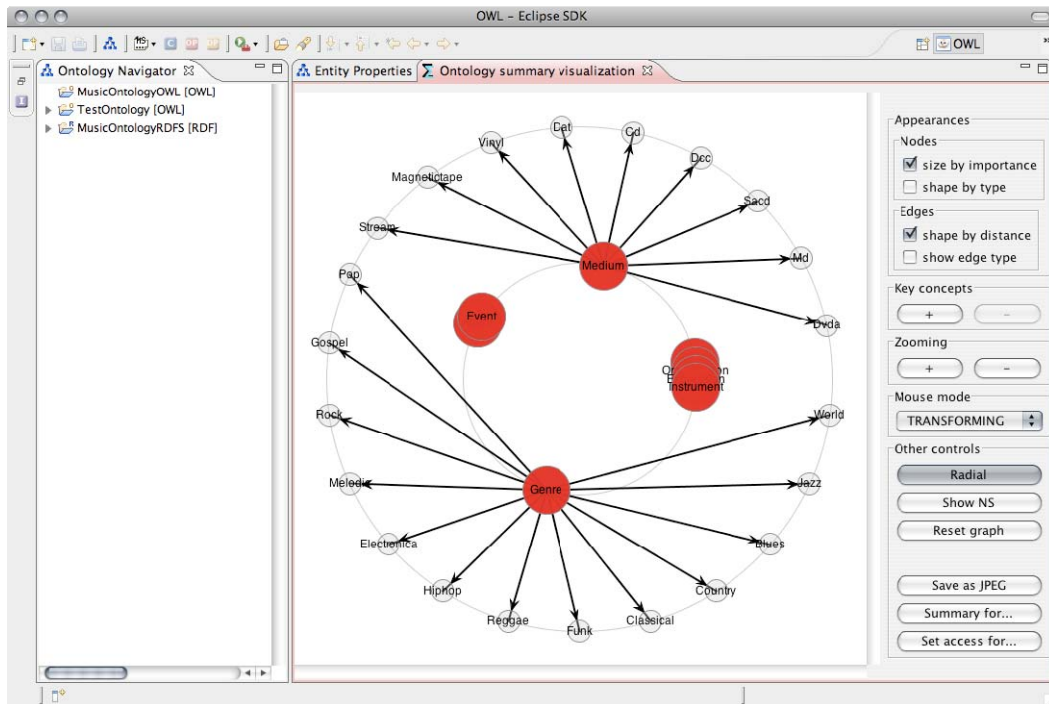 OWL – Eclipse SDK
OWL
Ontology Navigator
MusicOntologyOWL [OWL]
TestOntology [OWL]
MusicOntologyRDFS [RDF]
Entity Properties
Ontology summary visualization
Dat
Cd
Vinyl
Dcc
Magnetictape
Sacd
Stream
Medium
Md
Pap
Event
Dvda
Gospel
Instrument
Rock
World
Melodic
Genre
Jazz
Electronica
Blues
Hiphop
Country
Reggae
Funk
Classical
Appearances
Nodes
size by importance
shape by type
Edges
shape by distance
show edge type
Key concepts
+ –
Zooming
+ –
Mouse mode
TRANSFORMING
Other controls
Radial
Show NS
Reset graph
Save as JPEG
Summary for...
Set access for...